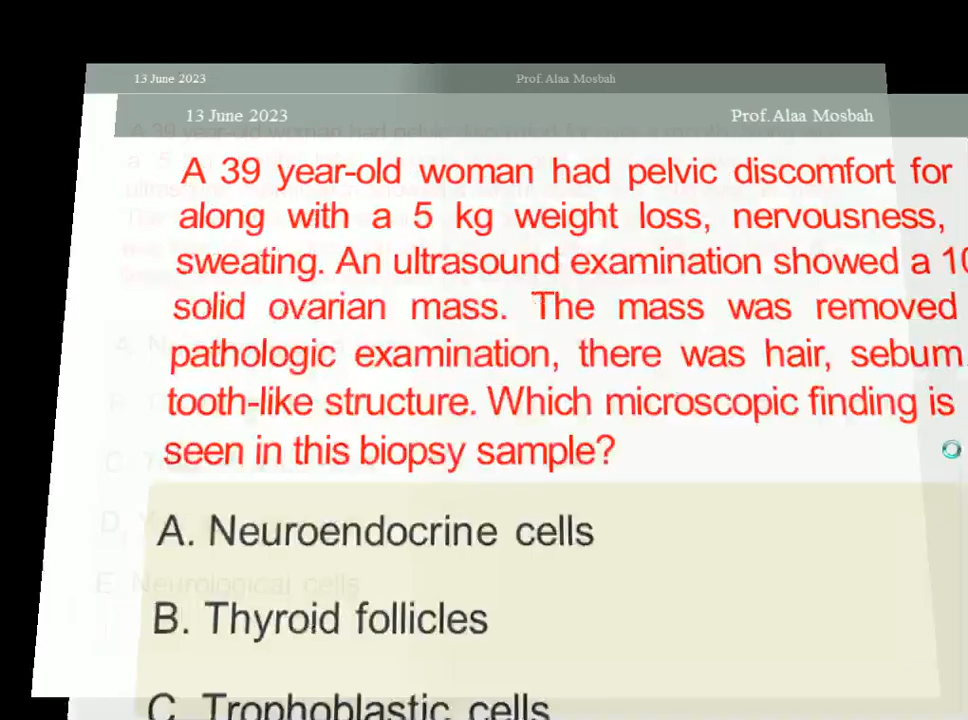 13 June 2023 Prof. Alaa Mosbah
13 June 2023 Prof. Alaa Mosbah
A 39 year-old woman had pelvic discomfort for
along with a 5 kg weight loss, nervousness,
sweating. An ultrasound examination showed a 10
solid ovarian mass. The mass was removed
pathologic examination, there was hair, sebum
tooth-like structure. Which microscopic finding is
seen in this biopsy sample?
A. Neuroendocrine cells
B. Thyroid follicles
C. Trophoblastic cells
E. Neurological cells